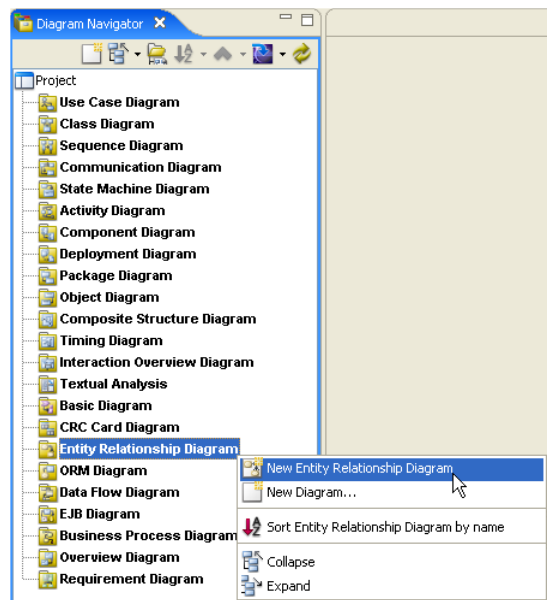 Diagram Navigator
Project
Use Case Diagram
Class Diagram
Sequence Diagram
Communication Diagram
State Machine Diagram
Activity Diagram
Component Diagram
Deployment Diagram
Package Diagram
Object Diagram
Composite Structure Diagram
Timing Diagram
Interaction Overview Diagram
Textual Analysis
Basic Diagram
CRC Card Diagram
Entity Relationship Diagram
ORM Diagram
Data Flow Diagram
EJB Diagram
Business Process Diagram
Overview Diagram
Requirement Diagram
New Entity Relationship Diagram
New Diagram...
Sort Entity Relationship Diagram by name
Collapse
Expand